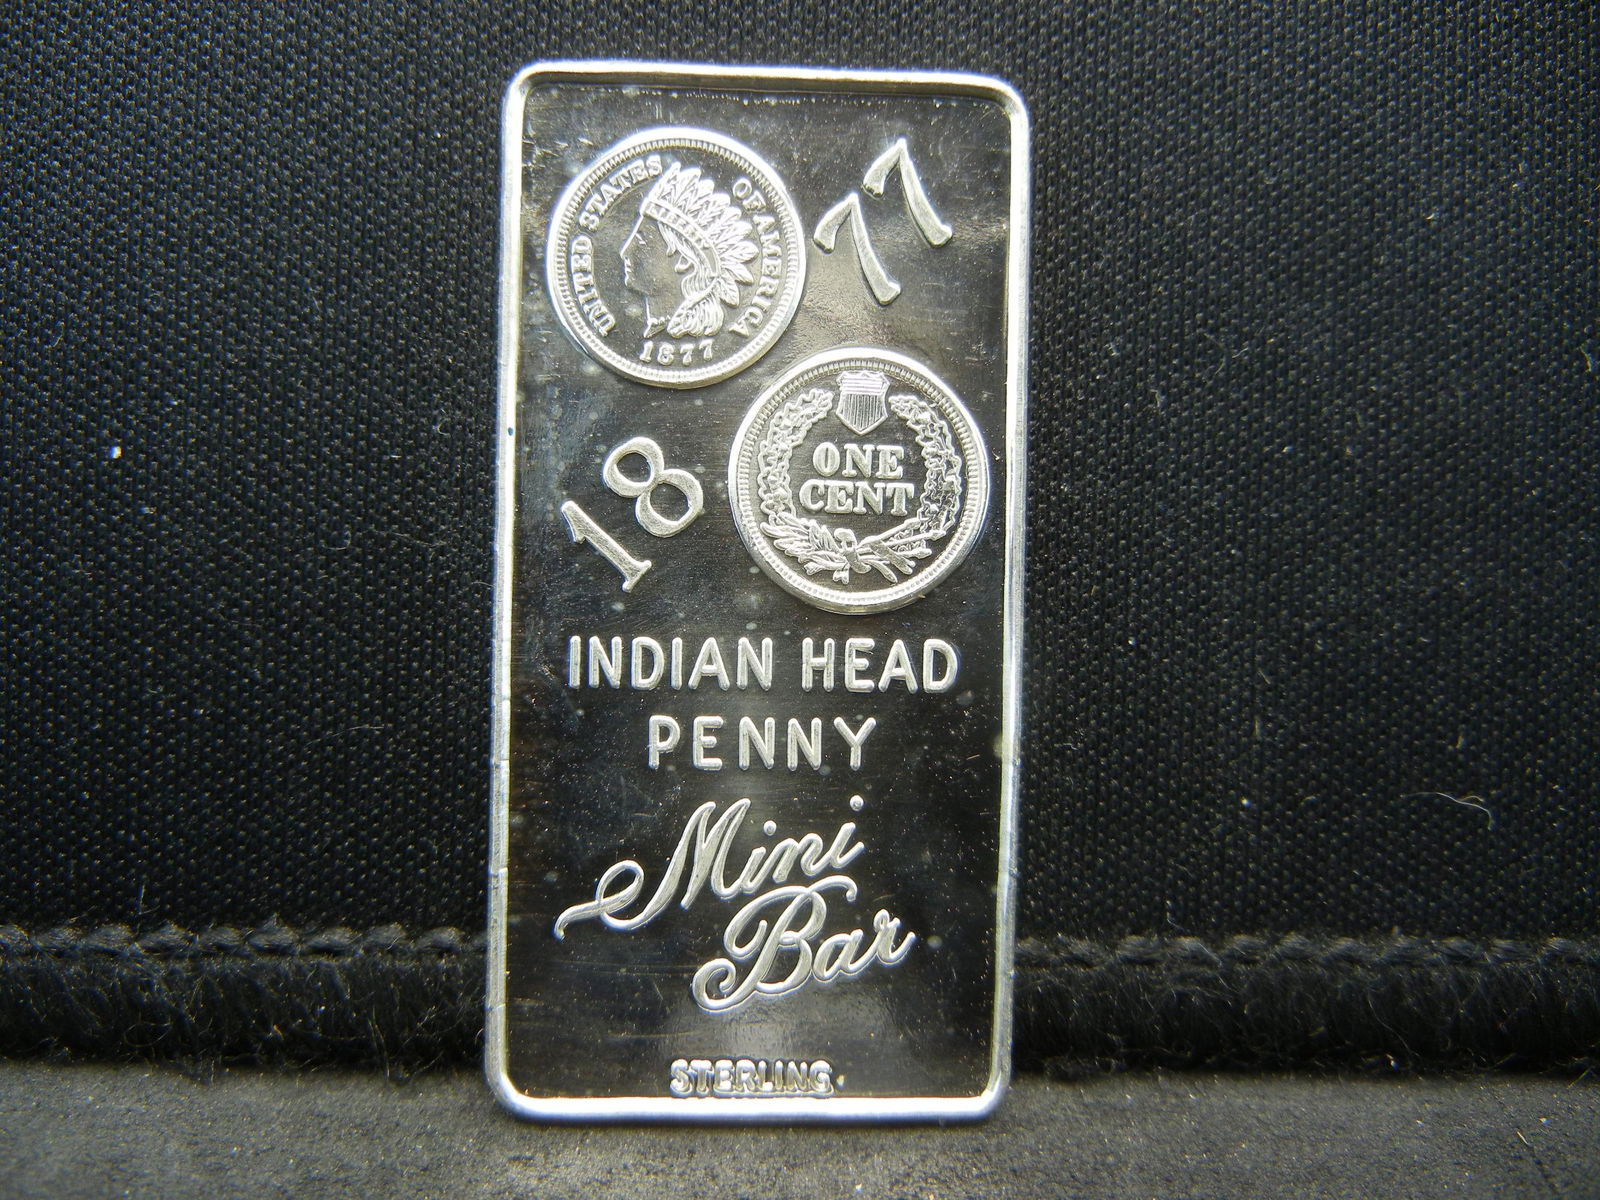 UNITED STATES OF AMERICA
1877
77
ONE
CENT
18
INDIAN HEAD
PENNY
Mini
Bar
STERLING